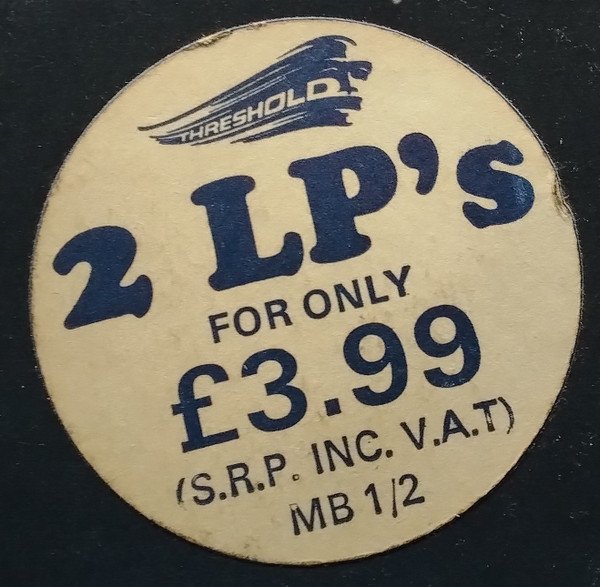 THRESHOLD
2 LP's
FOR ONLY
£3.99
(S.R.P. INC. V.A.T)
MB 1/2